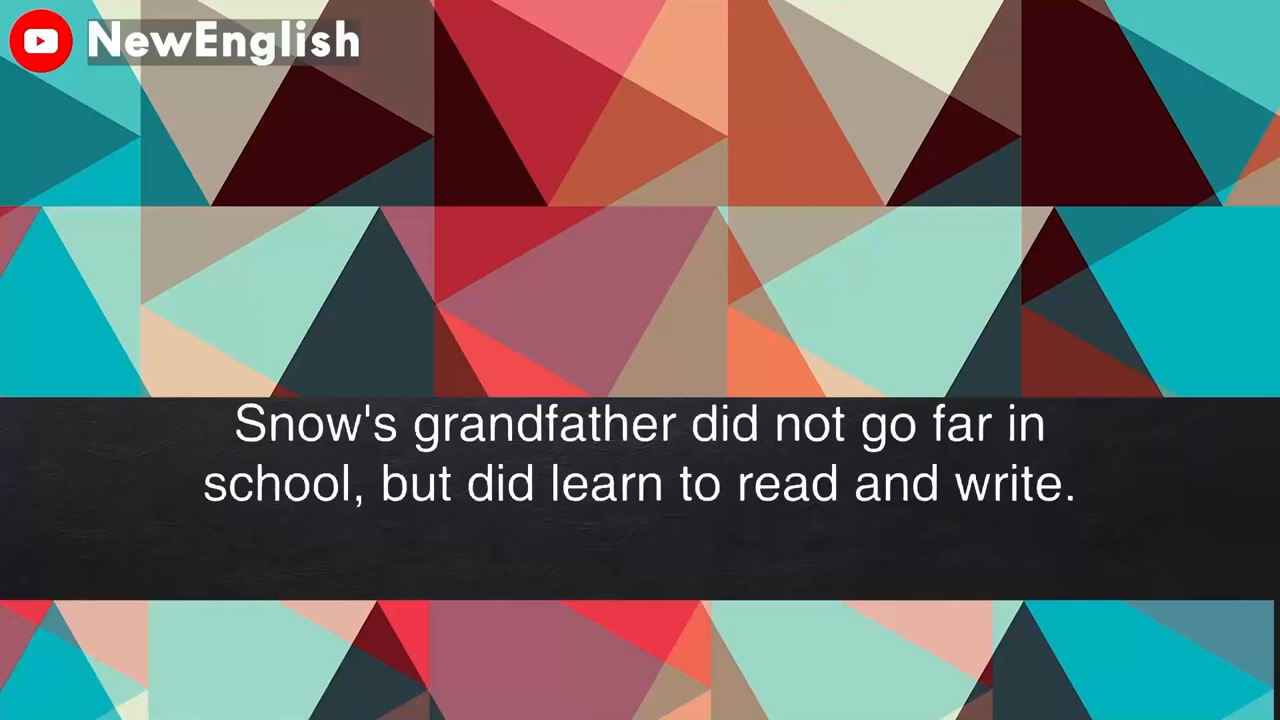 NewEnglish
Snow's grandfather did not go far in
school, but did learn to read and write.